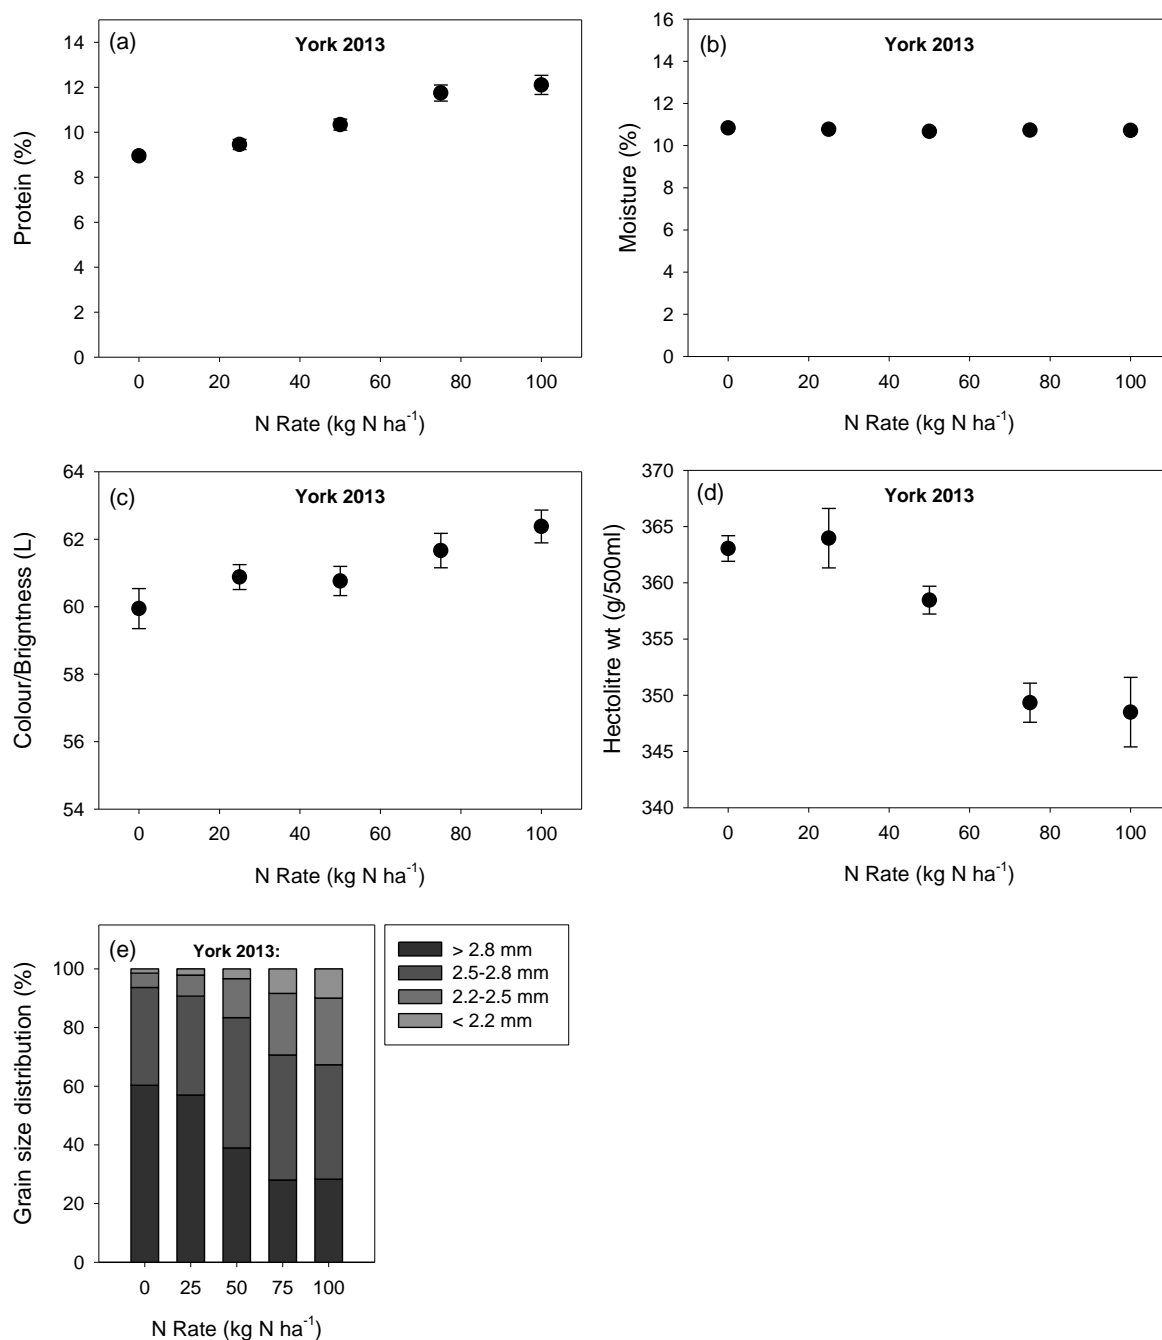 (a)
York 2013
14
12
10
8
6
4
2
0
Protein (%)
0 20 40 60 80 100
N Rate (kg N ha⁻¹)
(b)
York 2013
16
14
12
10
8
6
4
2
0
Moisture (%)
0 20 40 60 80 100
N Rate (kg N ha⁻¹)
(c)
York 2013
64
62
60
58
56
54
Colour/Brigntness (L)
0 20 40 60 80 100
N Rate (kg N ha⁻¹)
(d)
York 2013
370
365
360
355
350
345
340
Hectolitre wt (g/500ml)
0 20 40 60 80 100
N Rate (kg N ha⁻¹)
(e)
York 2013:
100
80
60
40
20
0
Grain size distribution (%)
0 25 50 75 100
N Rate (kg N ha⁻¹)
> 2.8 mm
2.5-2.8 mm
2.2-2.5 mm
< 2.2 mm